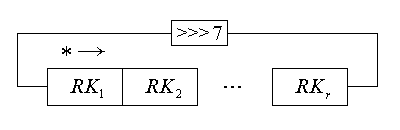 >>> 7
* →
RK₁ RK₂ ··· RKᵣ